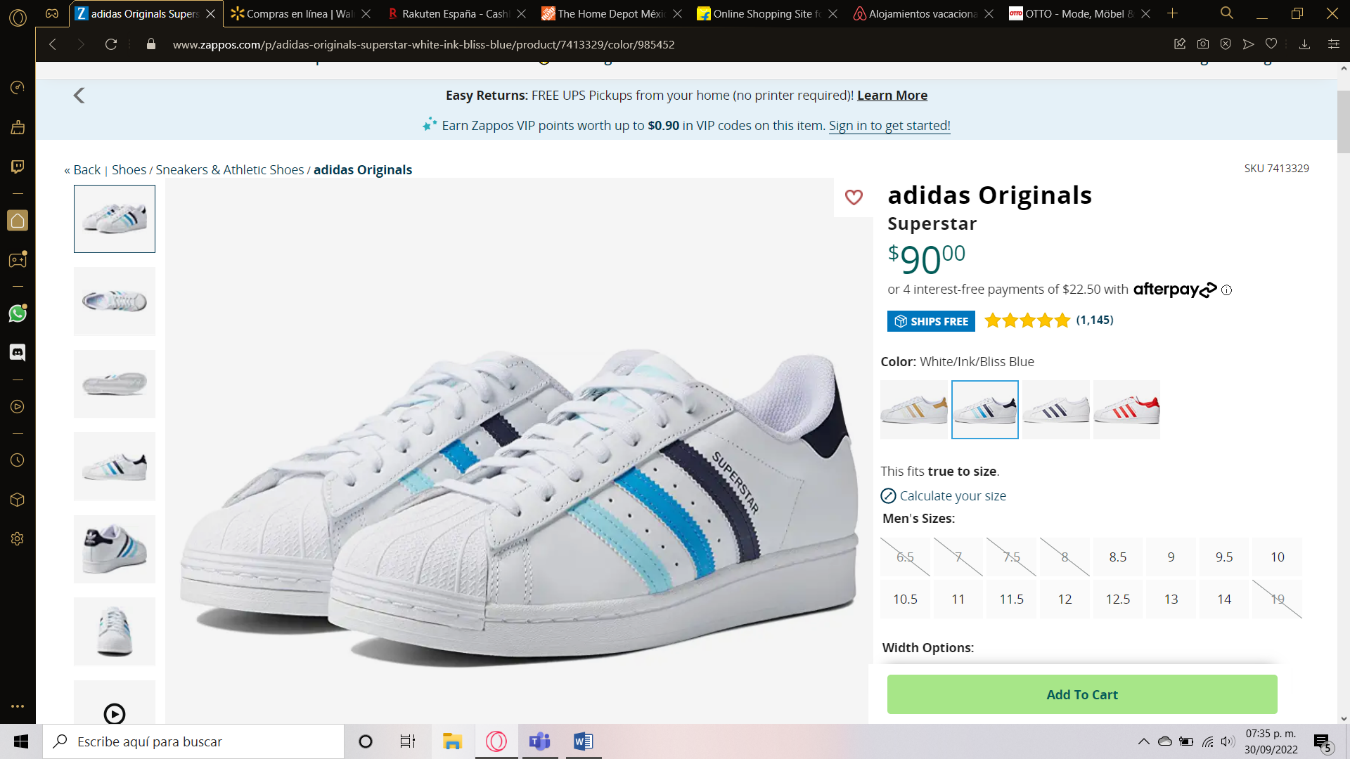 adidas Originals Supers
Compras en línea | Wal
Rakuten España - Cash
The Home Depot Méxi
Online Shopping Site f
Alojamientos vacaciona
OTTO - Mode, Möbel &
www.zappos.com/p/adidas-originals-superstar-white-ink-bliss-blue/product/7413329/color/985452
Easy Returns: FREE UPS Pickups from your home (no printer required)! Learn More
Earn Zappos VIP points worth up to $0.90 in VIP codes on this item. Sign in to get started!
« Back | Shoes / Sneakers & Athletic Shoes / adidas Originals
SKU 7413329
adidas Originals
Superstar
$9000
or 4 interest-free payments of $22.50 with afterpay
SHIPS FREE
(1,145)
Color: White/Ink/Bliss Blue
SUPERSTAR
This fits true to size.
Calculate your size
Men's Sizes:
6.5 7 7.5 8 8.5 9 9.5 10
10.5 11 11.5 12 12.5 13 14 19
Width Options:
Add To Cart
Escribe aquí para buscar
07:35 p. m.
30/09/2022
5